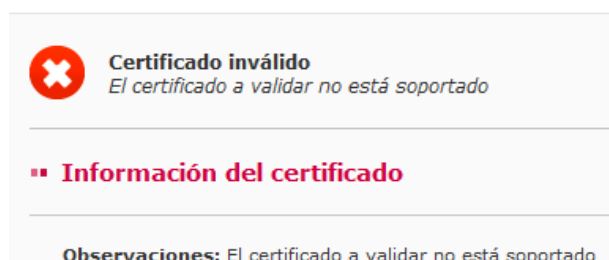 Certificado inválido
El certificado a validar no está soportado
Información del certificado
Observaciones: El certificado a validar no está soportado